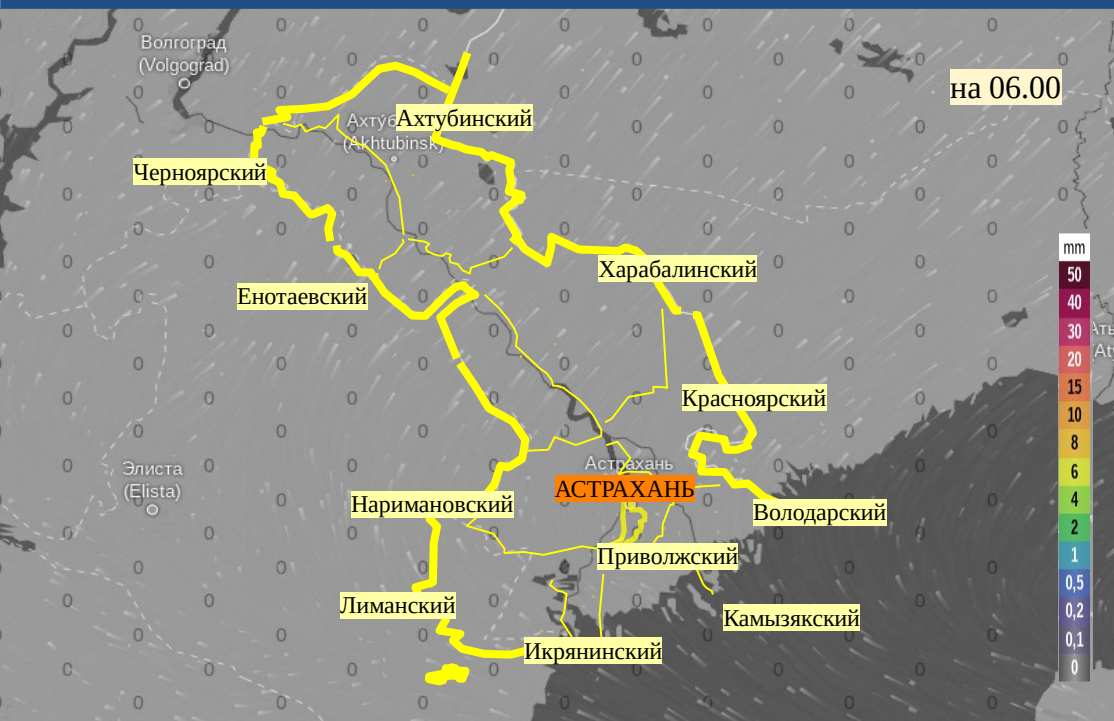 Волгоград
(Volgograd)
на 06.00
Ахтубинский
(Akhtubinsk)
Черноярский
mm
50
40
30
20
15
10
8
6
4
2
1
0,5
0,2
0,1
0
Харабалинский
Енотаевский
Красноярский
Элиста
(Elista)
Астрахань
АСТРАХАНЬ
Наримановский
Володарский
Приволжский
Лиманский
Камызякский
Икрянинский